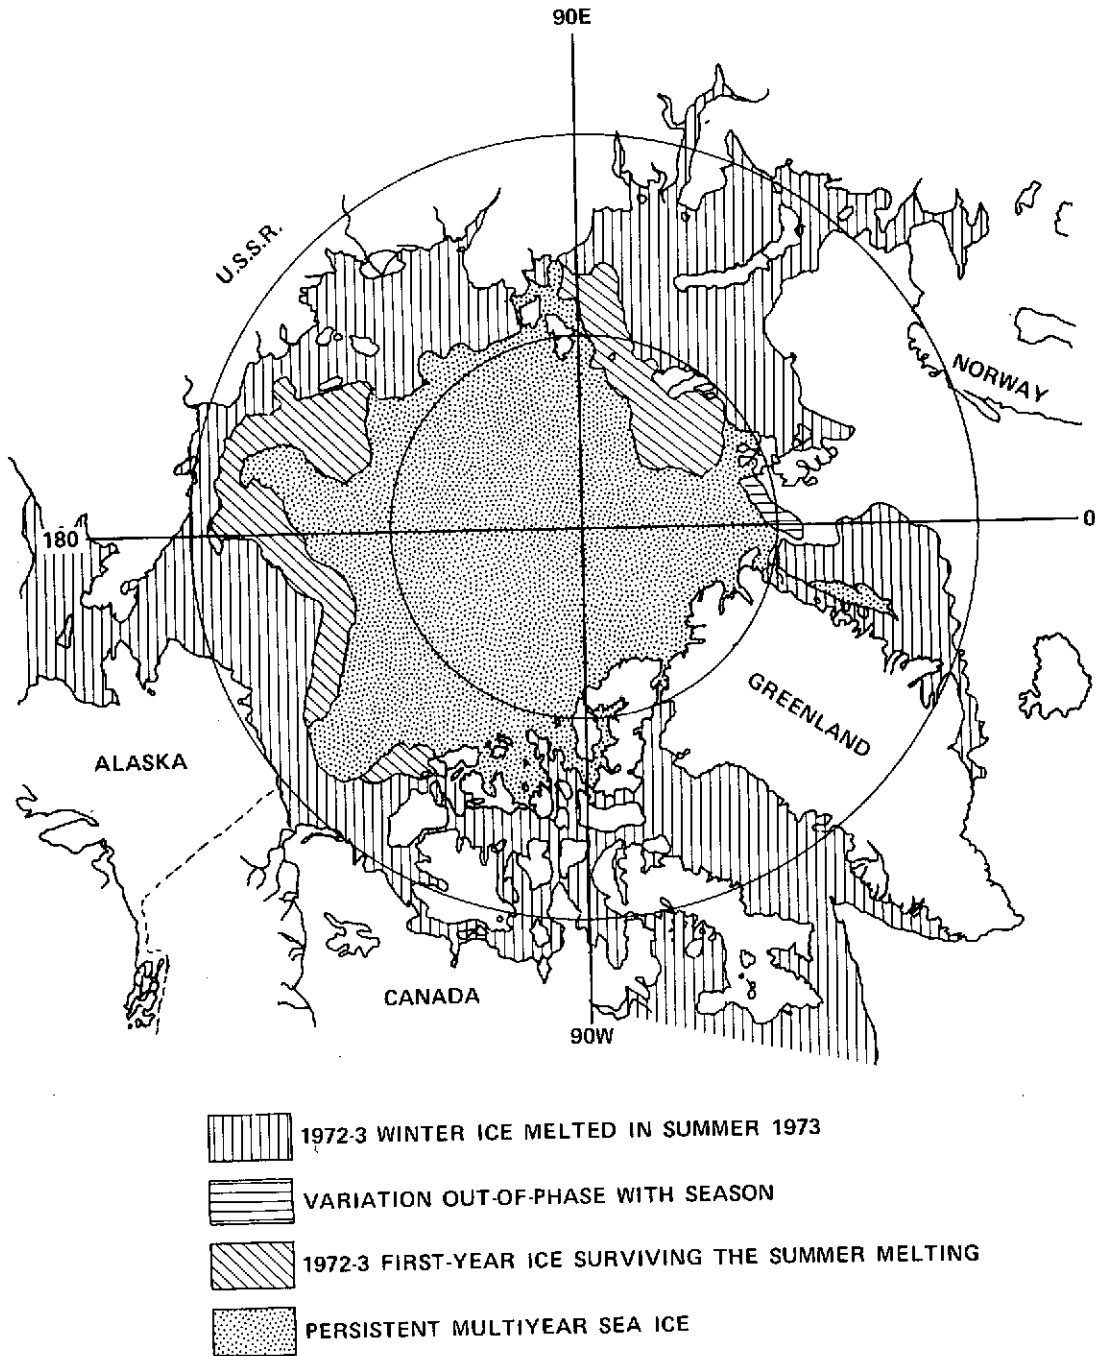 90E
U.S.S.R.
NORWAY
180
0
GREENLAND
ALASKA
CANADA
90W
1972-3 WINTER ICE MELTED IN SUMMER 1973
VARIATION OUT-OF-PHASE WITH SEASON
1972-3 FIRST-YEAR ICE SURVIVING THE SUMMER MELTING
PERSISTENT MULTIYEAR SEA ICE